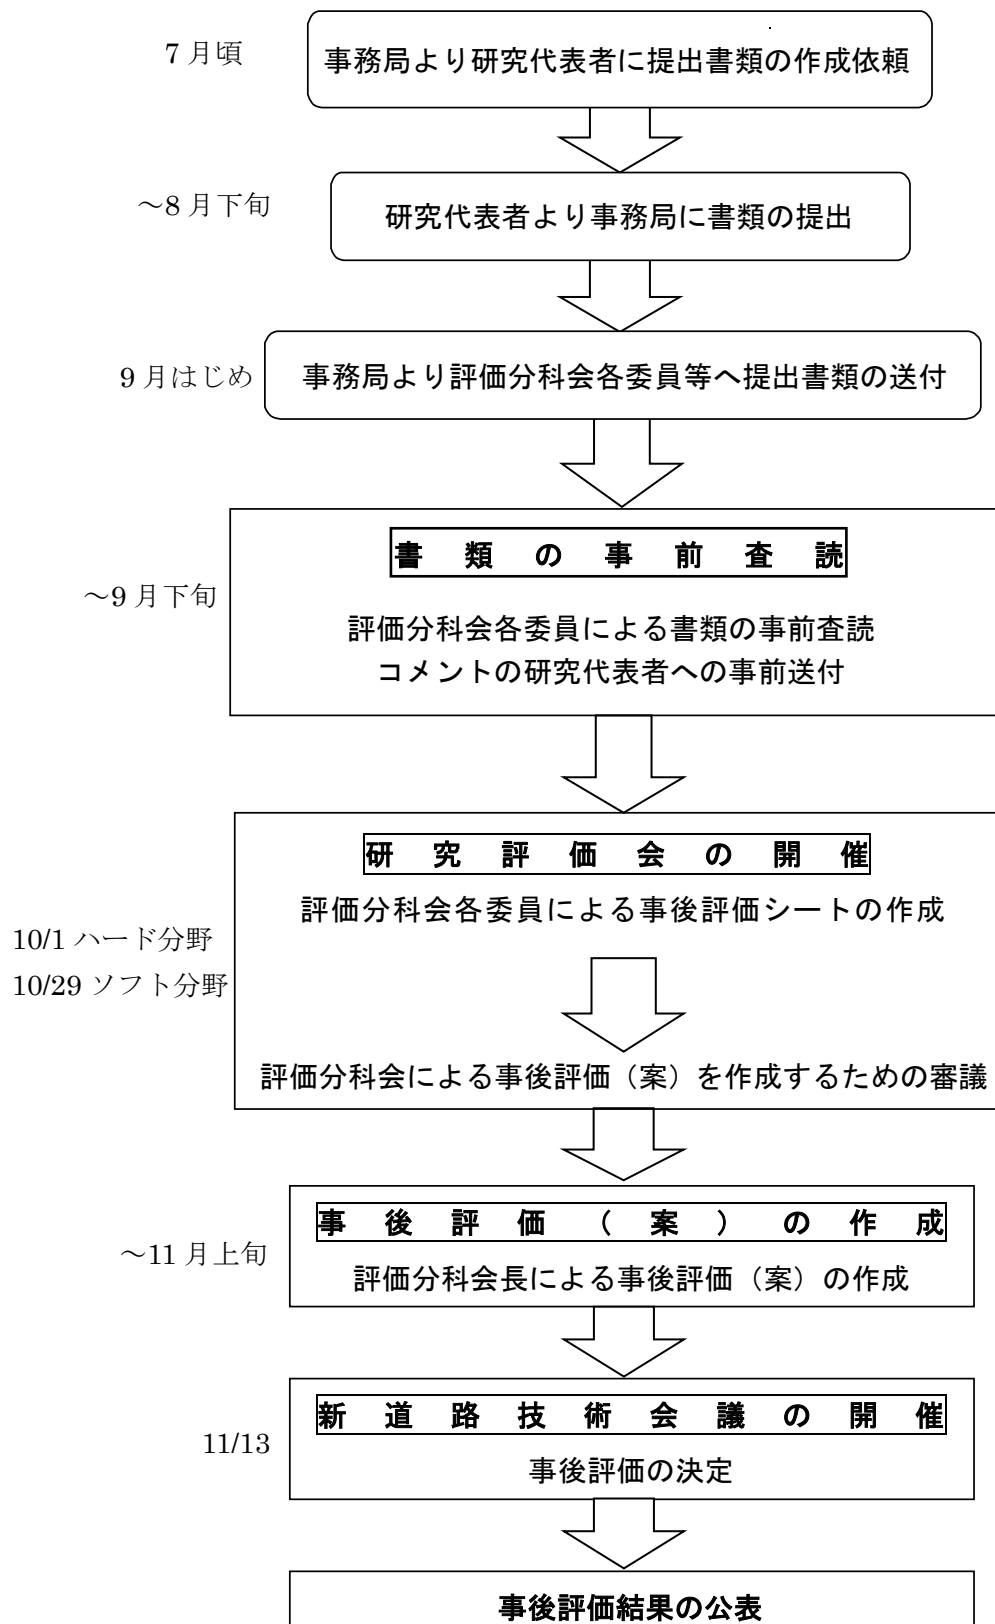 7 月頃
事務局より研究代表者に提出書類の作成依頼
～8 月下旬
研究代表者より事務局に書類の提出
9 月はじめ
事務局より評価分科会各委員等へ提出書類の送付
書類の事前査読
～9 月下旬
評価分科会各委員による書類の事前査読
コメントの研究代表者への事前送付
研究評価会の開催
評価分科会各委員による事後評価シートの作成
10/1 ハード分野
10/29 ソフト分野
評価分科会による事後評価（案）を作成するための審議
事後評価（案）の作成
～11 月上旬
評価分科会長による事後評価（案）の作成
新道路技術会議の開催
11/13
事後評価の決定
事後評価結果の公表